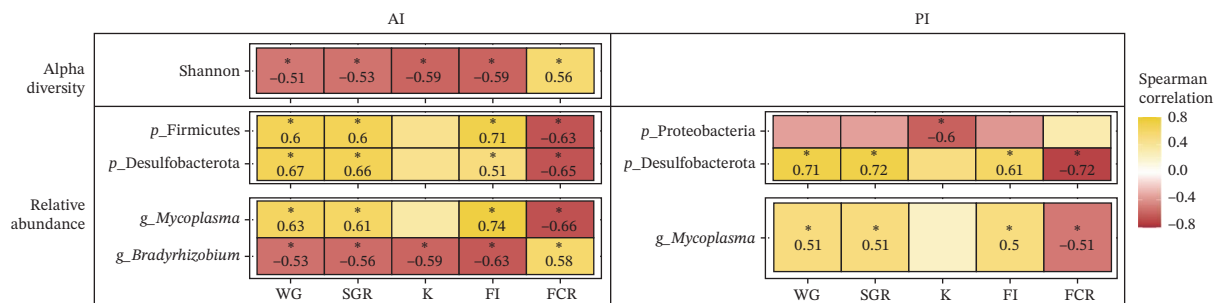 AI
PI
Alpha
diversity
Shannon
* * * * *
−0.51 −0.53 −0.59 −0.59 0.56
Relative
abundance
p_Firmicutes
* * * *
0.6 0.6 0.71 −0.63
p_Desulfobacterota
* * * *
0.67 0.66 0.51 −0.65
g_Mycoplasma
* * * *
0.63 0.61 0.74 −0.66
g_Bradyrhizobium
* * * * *
−0.53 −0.56 −0.59 −0.63 0.58
WG SGR K FI FCR
p_Proteobacteria
*
−0.6
p_Desulfobacterota
* * * *
0.71 0.72 0.61 −0.72
g_Mycoplasma
* * * *
0.51 0.51 0.5 −0.51
WG SGR K FI FCR
Spearman
correlation
0.8
0.4
0.0
−0.4
−0.8